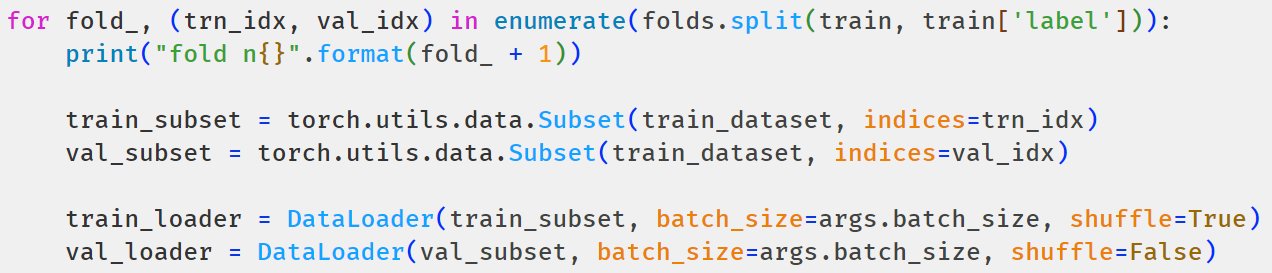 for fold_, (trn_idx, val_idx) in enumerate(folds.split(train, train['label'])):
    print("fold n{}".format(fold_ + 1))

    train_subset = torch.utils.data.Subset(train_dataset, indices=trn_idx)
    val_subset = torch.utils.data.Subset(train_dataset, indices=val_idx)

    train_loader = DataLoader(train_subset, batch_size=args.batch_size, shuffle=True)
    val_loader = DataLoader(val_subset, batch_size=args.batch_size, shuffle=False)